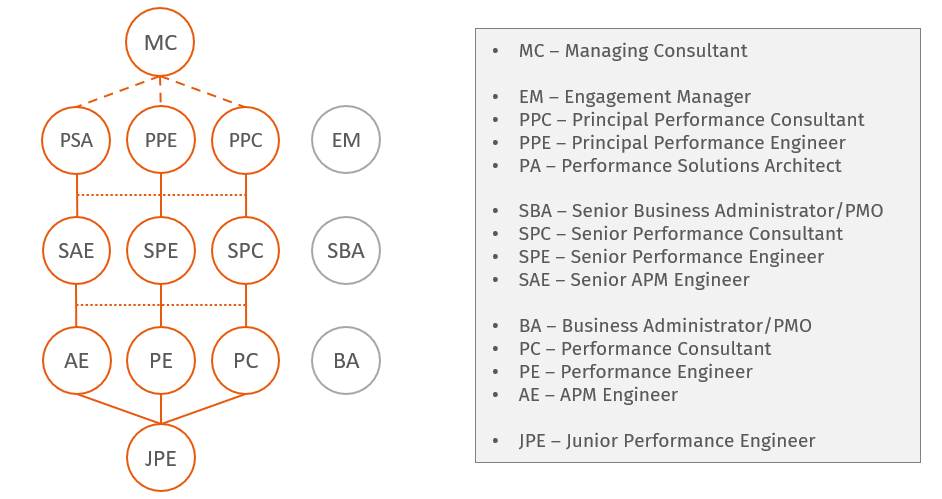 MC
PSA PPE PPC EM
SAE SPE SPC SBA
AE PE PC BA
JPE
• MC – Managing Consultant
• EM – Engagement Manager
• PPC – Principal Performance Consultant
• PPE – Principal Performance Engineer
• PA – Performance Solutions Architect
• SBA – Senior Business Administrator/PMO
• SPC – Senior Performance Consultant
• SPE – Senior Performance Engineer
• SAE – Senior APM Engineer
• BA – Business Administrator/PMO
• PC – Performance Consultant
• PE – Performance Engineer
• AE – APM Engineer
• JPE – Junior Performance Engineer